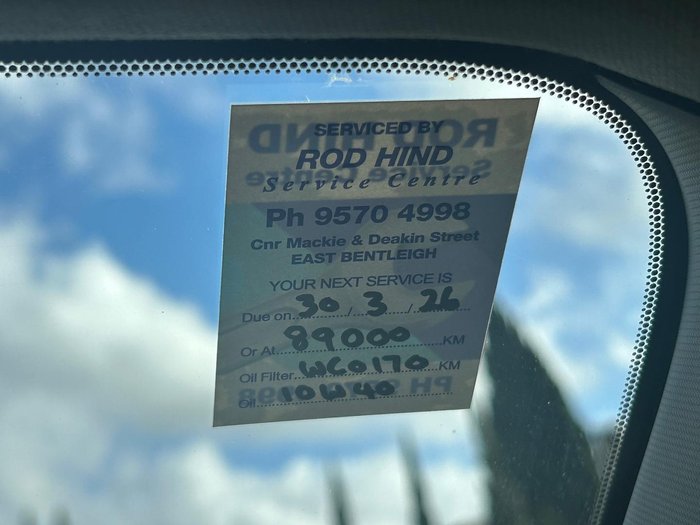 SERVICED BY
ROD HIND
Service Centre
Ph 9570 4998
Cnr Mackie & Deakin Street
EAST BENTLEIGH
YOUR NEXT SERVICE IS
Due on 30 / 3 / 26
Or At 89000 KM
Oil Filter WCO170 KM
Oil 10W40